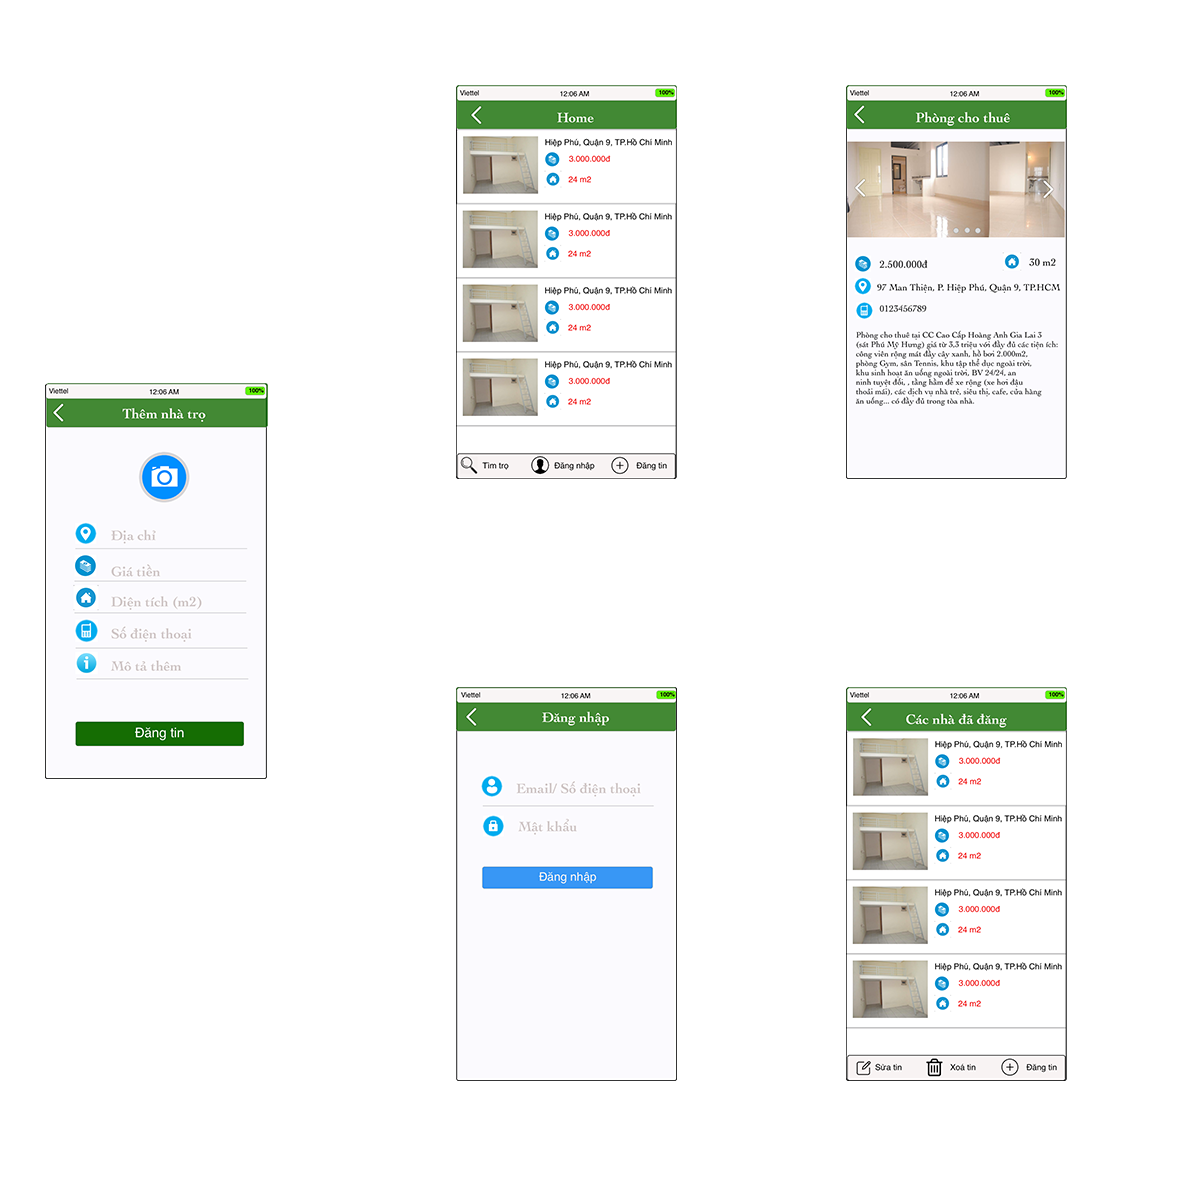 Viettel 12:06 AM 100%
Home
Hiệp Phú, Quận 9, TP.Hồ Chí Minh
3.000.000đ
24 m2
Hiệp Phú, Quận 9, TP.Hồ Chí Minh
3.000.000đ
24 m2
Hiệp Phú, Quận 9, TP.Hồ Chí Minh
3.000.000đ
24 m2
Hiệp Phú, Quận 9, TP.Hồ Chí Minh
3.000.000đ
24 m2
Tìm trọ Đăng nhập Đăng tin
Viettel 12:06 AM 100%
Phòng cho thuê
2.500.000đ 30 m2
97 Man Thiện, P. Hiệp Phú, Quận 9, TP.HCM
0123456789
Phòng cho thuê tại CC Cao Cấp Hoàng Anh Gia Lai 3
(sát Phú Mỹ Hưng) giá từ 3,3 triệu với đầy đủ các tiện ích:
công viên rộng mát đầy cây xanh, hồ bơi 2.000m2,
phòng Gym, sân Tennis, khu tập thể dục ngoài trời,
khu sinh hoạt ăn uống ngoài trời, BV 24/24, an
ninh tuyệt đối, , tầng hầm để xe rộng (xe hơi đậu
thoải mái), các dịch vụ nhà trẻ, siêu thị, cafe, cửa hàng
ăn uống... có đầy đủ trong tòa nhà.
Viettel 12:06 AM 100%
Thêm nhà trọ
Địa chỉ
Giá tiền
Diện tích (m2)
Số điện thoại
Mô tả thêm
Đăng tin
Viettel 12:06 AM 100%
Đăng nhập
Email/ Số điện thoại
Mật khẩu
Đăng nhập
Viettel 12:06 AM 100%
Các nhà đã đăng
Hiệp Phú, Quận 9, TP.Hồ Chí Minh
3.000.000đ
24 m2
Hiệp Phú, Quận 9, TP.Hồ Chí Minh
3.000.000đ
24 m2
Hiệp Phú, Quận 9, TP.Hồ Chí Minh
3.000.000đ
24 m2
Hiệp Phú, Quận 9, TP.Hồ Chí Minh
3.000.000đ
24 m2
Sửa tin Xoá tin Đăng tin